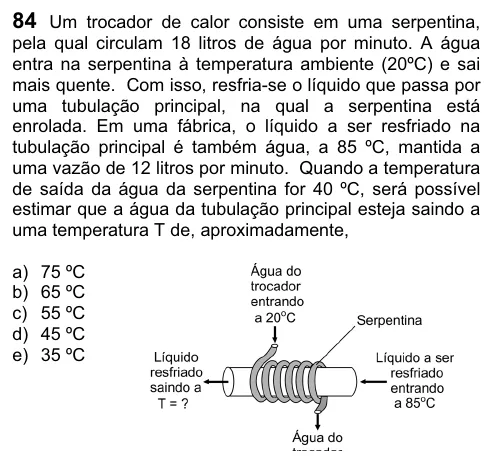 84 Um trocador de calor consiste em uma serpentina,
pela qual circulam 18 litros de água por minuto. A água
entra na serpentina à temperatura ambiente (20ºC) e sai
mais quente. Com isso, resfria-se o líquido que passa por
uma tubulação principal, na qual a serpentina está
enrolada. Em uma fábrica, o líquido a ser resfriado na
tubulação principal é também água, a 85 ºC, mantida a
uma vazão de 12 litros por minuto. Quando a temperatura
de saída da água da serpentina for 40 ºC, será possível
estimar que a água da tubulação principal esteja saindo a
uma temperatura T de, aproximadamente,
a) 75 ºC
b) 65 ºC
c) 55 ºC
d) 45 ºC
e) 35 ºC
Água do
trocador
entrando
a 20ºC
Serpentina
Líquido
resfriado
saindo a
T = ?
Líquido a ser
resfriado
entrando
a 85ºC
Água do